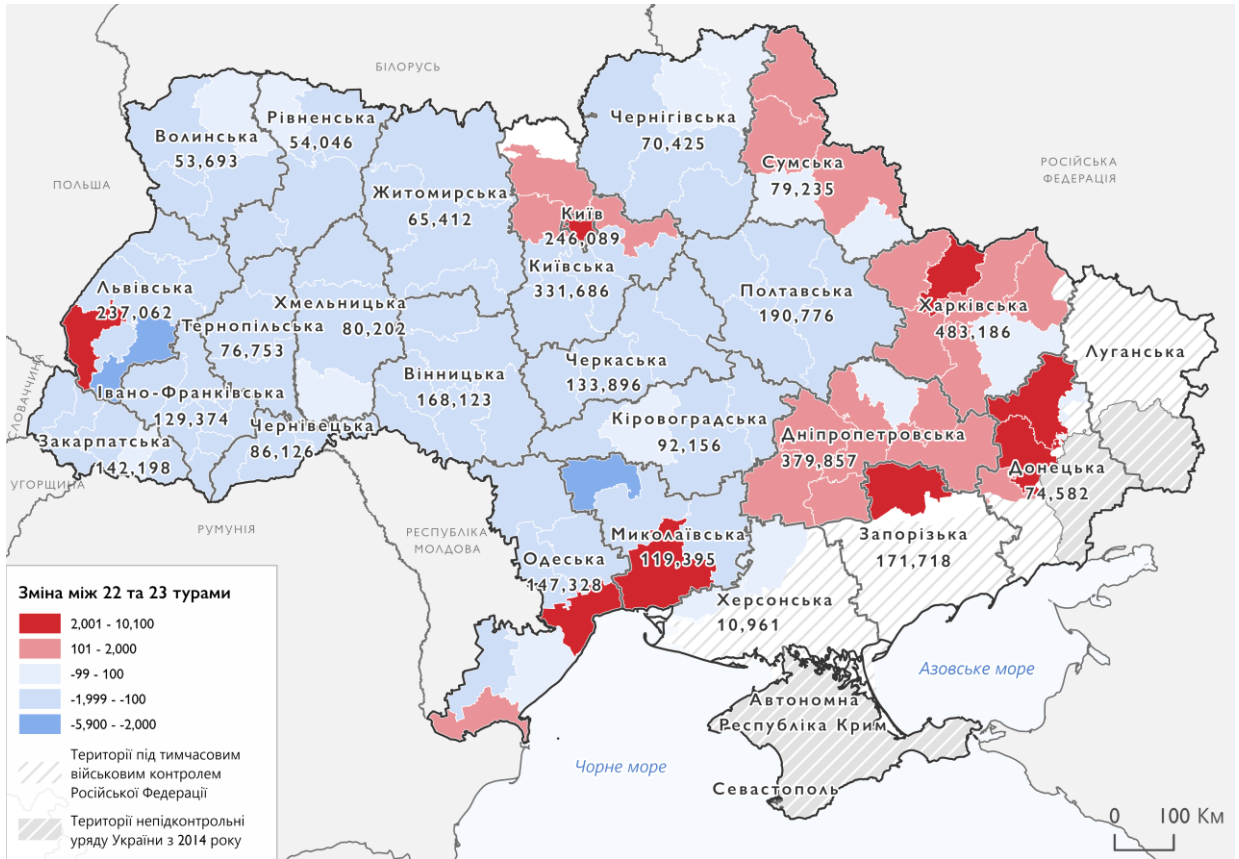 БІЛОРУСЬ
Чернігівська
70,425
Рівненська
54,046
Волинська
53,693
Сумська
79,235
РОСІЙСЬКА
ФЕДЕРАЦІЯ
ПОЛЬЩА
Житомирська
65,412
Київ
246,089
Київська
331,686
Львівська
237,062
Хмельницька
80,202
Тернопільська
76,753
Полтавська
190,776
Харківська
483,186
Луганська
СЛОВАЧЧИНА
Вінницька
168,123
Черкаська
133,896
Івано-Франківська
129,374
Чернівецька
86,126
Закарпатська
142,198
Кіровоградська
92,156
Дніпропетровська
379,857
Донецька
74,582
УГОРЩИНА
РУМУНІЯ
РЕСПУБЛІКА
МОЛДОВА
Одеська
147,328
Миколаївська
119,395
Запорізька
171,718
Херсонська
10,961
Азовське море
Автономна
Республіка Крим
Чорне море
Севастополь
Зміна між 22 та 23 турами
2,001 - 10,100
101 - 2,000
-99 - 100
-1,999 - -100
-5,900 - -2,000
Території під тимчасовим
військовим контролем
Російської Федерації
Території непідконтрольні
уряду України з 2014 року
0 100 Км